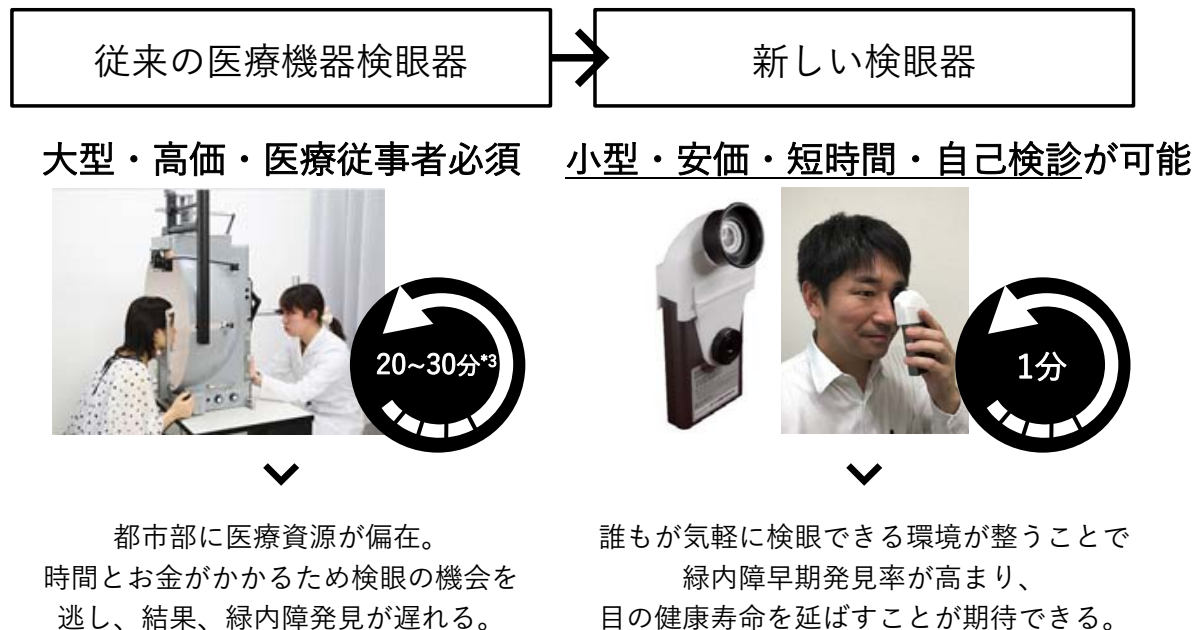 従来の医療機器検眼器
新しい検眼器
大型・高価・医療従事者必須
小型・安価・短時間・自己検診が可能
20~30分*3
1分
都市部に医療資源が偏在。
時間とお金がかかるため検眼の機会を
逃し、結果、緑内障発見が遅れる。
誰もが気軽に検眼できる環境が整うことで
緑内障早期発見率が高まり、
目の健康寿命を延ばすことが期待できる。